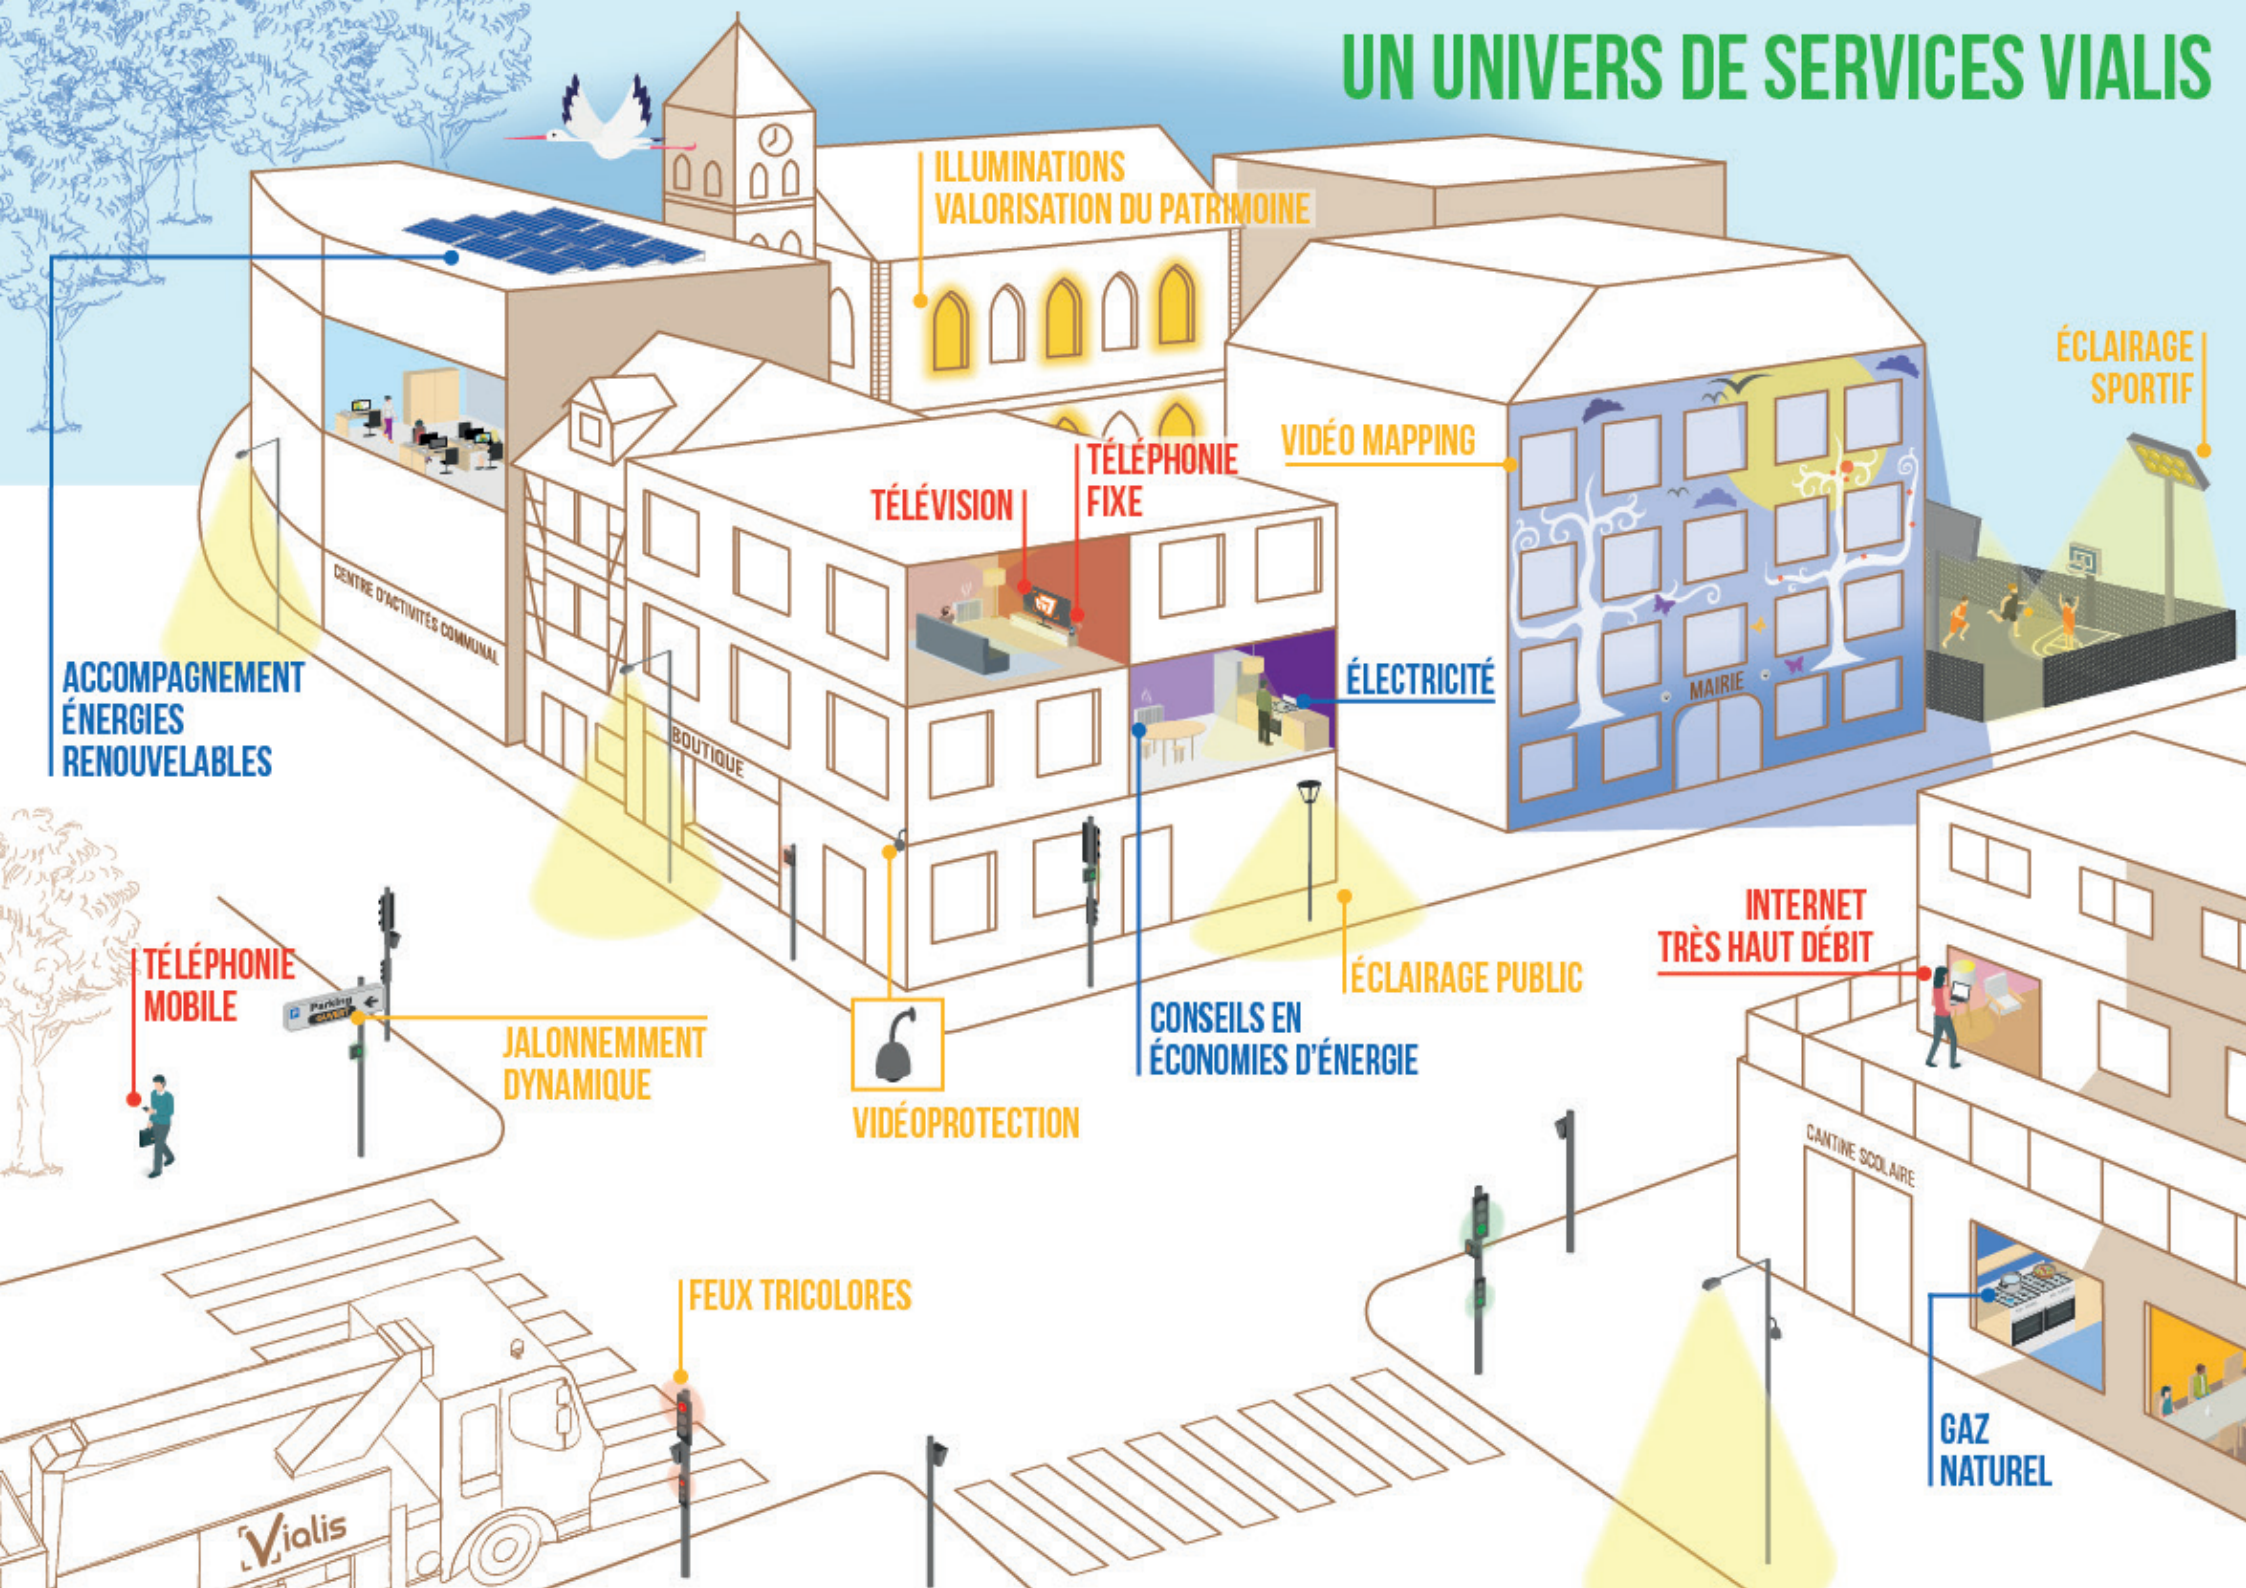 UN UNIVERS DE SERVICES VIALIS
ILLUMINATIONS
VALORISATION DU PATRIMOINE
ÉCLAIRAGE
SPORTIF
VIDÉO MAPPING
TÉLÉPHONIE
FIXE
TÉLÉVISION
CENTRE D'ACTIVITÉS COMMUNAL
ÉLECTRICITÉ
MAIRIE
ACCOMPAGNEMENT
ÉNERGIES
RENOUVELABLES
BOUTIQUE
INTERNET
TRÈS HAUT DÉBIT
TÉLÉPHONIE
MOBILE
P Parking
OUVERT
ÉCLAIRAGE PUBLIC
JALONNEMMENT
DYNAMIQUE
CONSEILS EN
ÉCONOMIES D'ÉNERGIE
VIDÉOPROTECTION
CANTINE SCOLAIRE
FEUX TRICOLORES
GAZ
NATUREL
Vialis